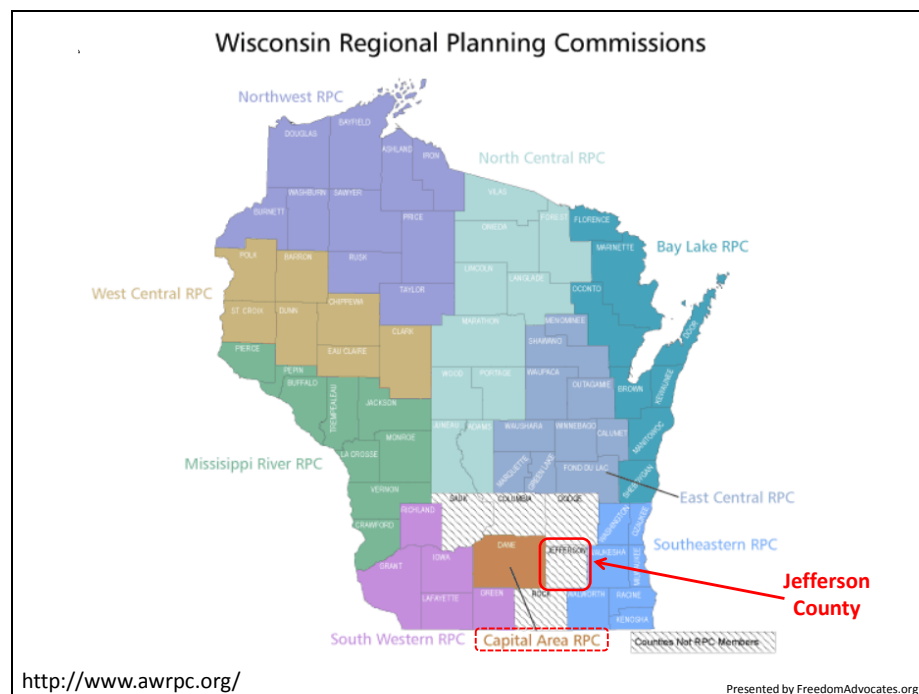 Wisconsin Regional Planning Commissions
Northwest RPC
BAYFIELD
DOUGLAS
ASHLAND
IRON
North Central RPC
VILAS
WASHBURN
SAWYER
BURNETT
PRICE
FOREST
FLORENCE
ONEIDA
MARINETTE
Bay Lake RPC
POLK
BARRON
RUSK
LINCOLN
LANGLADE
West Central RPC
TAYLOR
OCONTO
CHIPPEWA
ST CROIX
DUNN
MARATHON
MENOMINEE
DOOR
CLARK
SHAWANO
PIERCE
EAU CLAIRE
PEPIN
WOOD
PORTAGE
WAUPACA
BUFFALO
OUTAGAMIE
BROWN
KEWAUNEE
TREMPEALEAU
JACKSON
JUNEAU
ADAMS
WAUSHARA
WINNEBAGO
CALUMET
MANITOWOC
MONROE
LA CROSSE
Missisippi River RPC
MARQUETTE
GREEN LAKE
FOND DU LAC
SHEBOYGAN
VERNON
East Central RPC
SAUK
COLUMBIA
DODGE
RICHLAND
WASHINGTON
OZAUKEE
CRAWFORD
Southeastern RPC
DANE
JEFFERSON
WAUKESHA
MILWAUKEE
IOWA
GRANT
Jefferson
County
LAFAYETTE
GREEN
ROCK
WALWORTH
RACINE
KENOSHA
South Western RPC
Capital Area RPC
Counties Not RPC Members
http://www.awrpc.org/
Presented by FreedomAdvocates.org